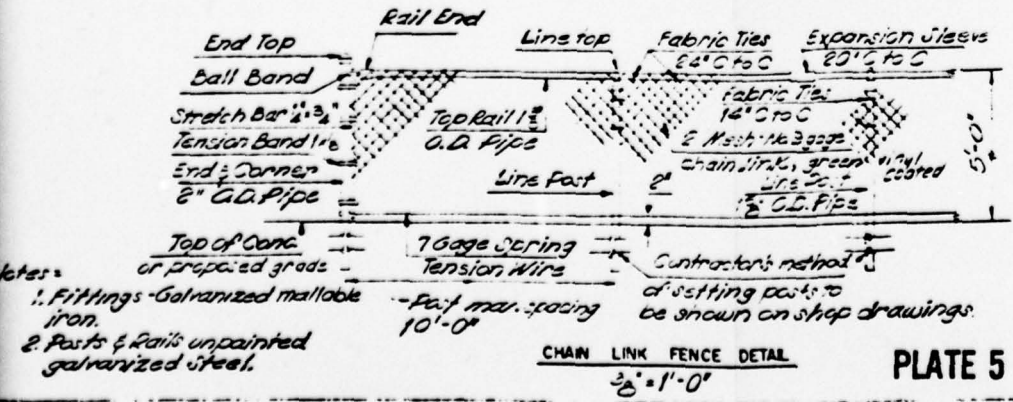 Rail End
End Top
Line top
Fabric Ties
24" C to C
Expansion Sleeve
20' C to C
Ball Band
Stretch Bar ¼" x ¾"
Tension Band
Top Rail
O.D. Pipe
Fabric Ties
14" C to C
2" Mesh
gage
chain link, green vinyl
coated
5'-0"
End & Corner
2" O.D. Pipe
Line Post
2"
Line Post
O.D. Pipe
Top of Conc
or proposed grade
7 Gage Spring
Tension Wire
Contractor's method
of setting posts to
be shown on shop drawings.
Post max. spacing
10'-0"
Notes:
1. Fittings - Galvanized mallable
iron.
2. Posts & Rails unpainted
galvanized steel.
CHAIN LINK FENCE DETAIL
⅜" = 1'-0"
PLATE 5